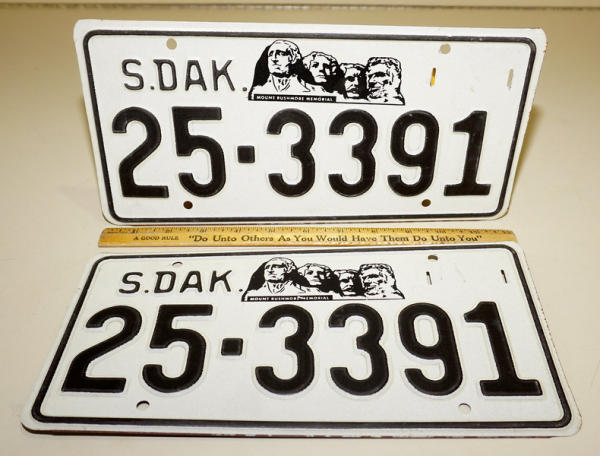 S.DAK.
MOUNT RUSHMORE MEMORIAL
25·3391
A GOOD RULE "Do Unto Others As You Would Have Them Do Unto You"
S.DAK.
MOUNT RUSHMORE MEMORIAL
25·3391